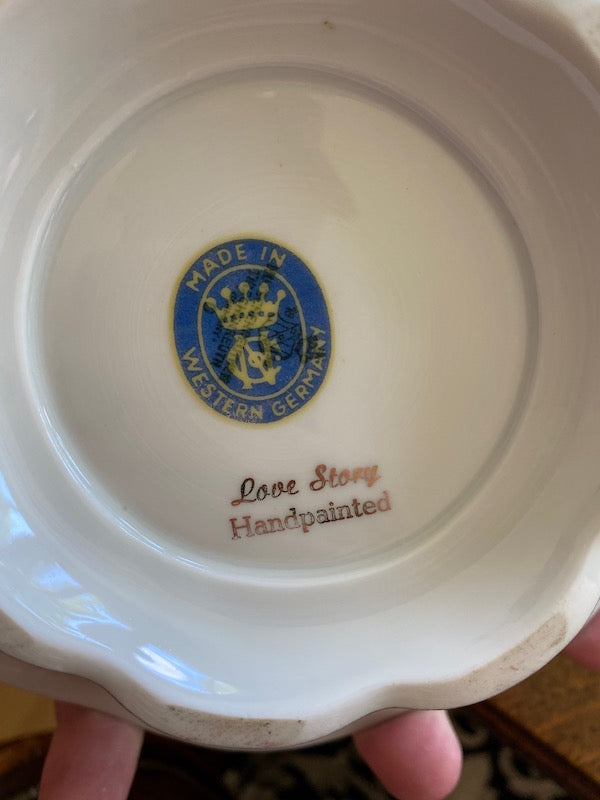 MADE IN
WESTERN GERMANY
Love Story
Handpainted